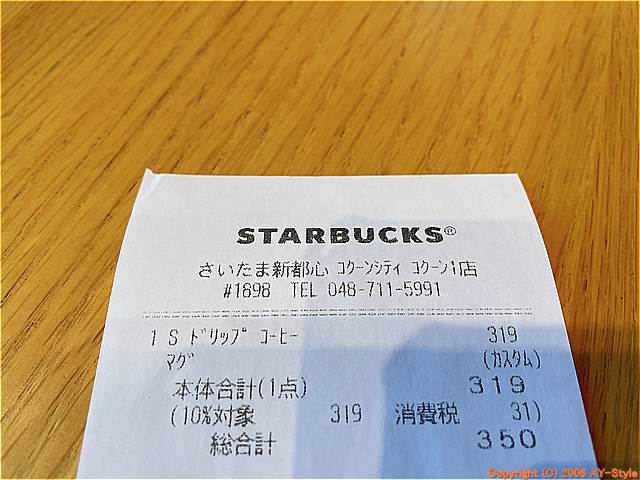 STARBUCKS®
さいたま新都心 コクーンシティ コクーン1店
#1898 TEL 048-711-5991
1 S ドリップ コーヒー 319
マグ (カスタム)
本体合計(1点) 319
(10%対象 319 消費税 31)
総合計 350
Copyright (C) 2006 AY-Style